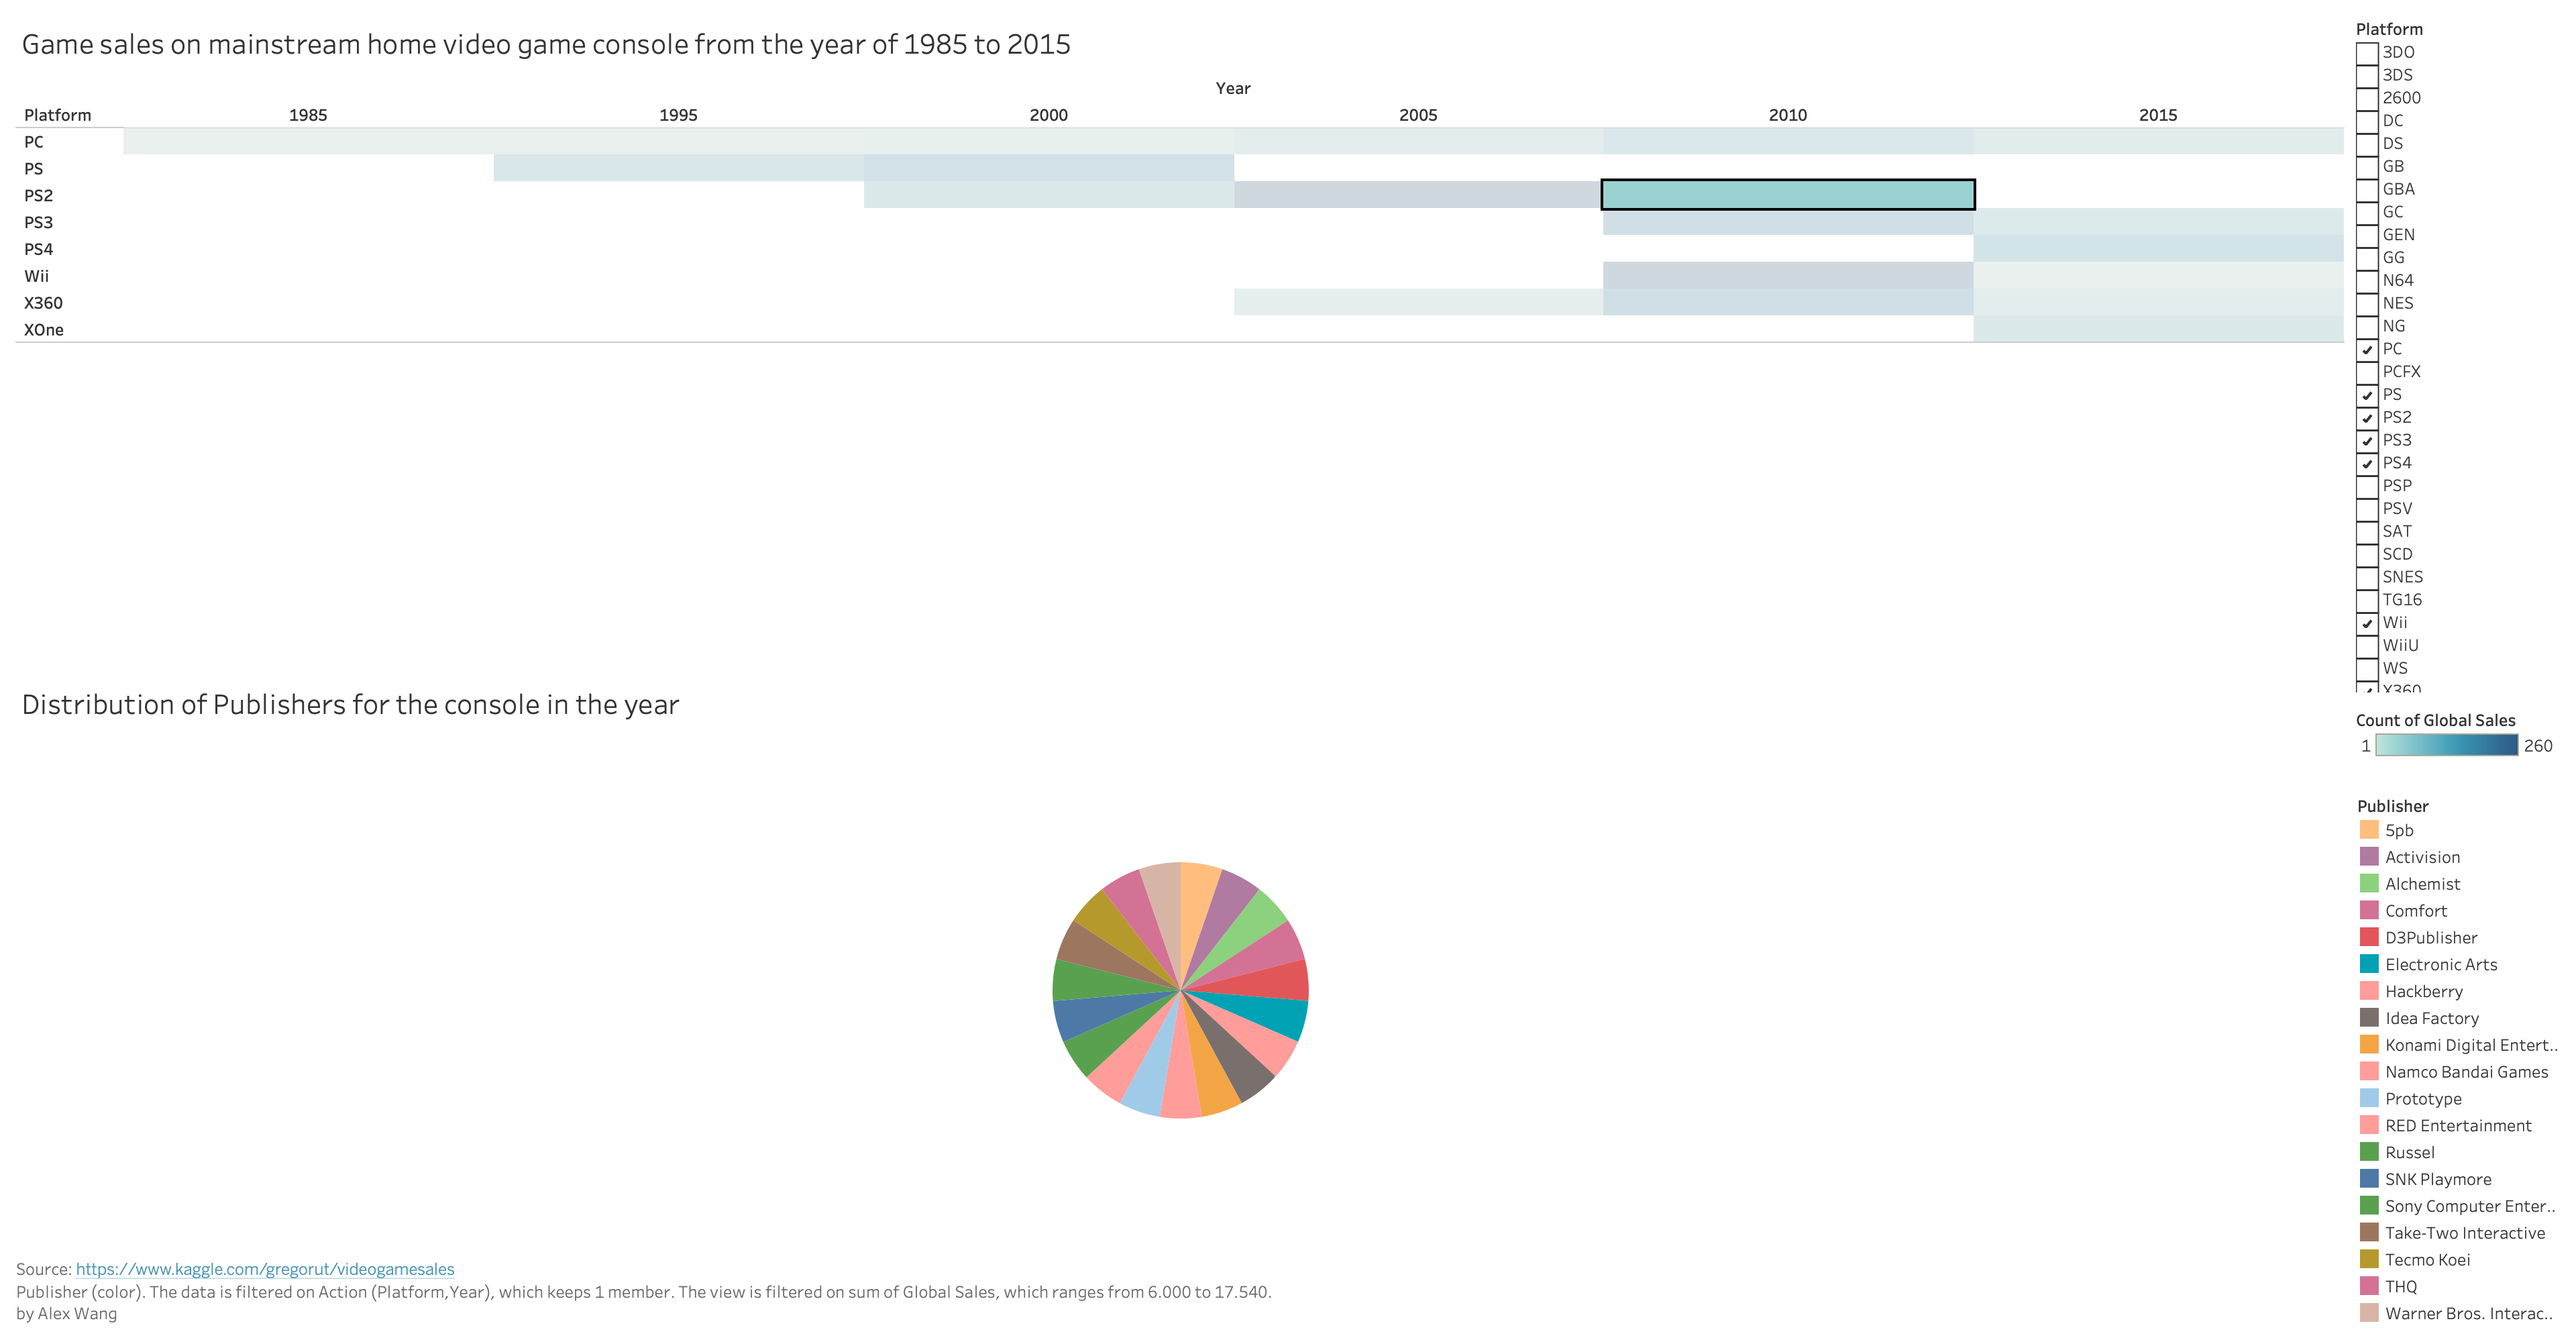 Game sales on mainstream home video game console from the year of 1985 to 2015
Year
Platform 1985 1995 2000 2005 2010 2015
PC
PS
PS2
PS3
PS4
Wii
X360
XOne
Platform
3DO
3DS
2600
DC
DS
GB
GBA
GC
GEN
GG
N64
NES
NG
PC
PCFX
PS
PS2
PS3
PS4
PSP
PSV
SAT
SCD
SNES
TG16
Wii
WiiU
WS
X360
Distribution of Publishers for the console in the year
Count of Global Sales
1 260
Publisher
5pb
Activision
Alchemist
Comfort
D3Publisher
Electronic Arts
Hackberry
Idea Factory
Konami Digital Entert..
Namco Bandai Games
Prototype
RED Entertainment
Russel
SNK Playmore
Sony Computer Enter..
Take-Two Interactive
Tecmo Koei
THQ
Warner Bros. Interac..
Source: https://www.kaggle.com/gregorut/videogamesales
Publisher (color). The data is filtered on Action (Platform,Year), which keeps 1 member. The view is filtered on sum of Global Sales, which ranges from 6.000 to 17.540.
by Alex Wang